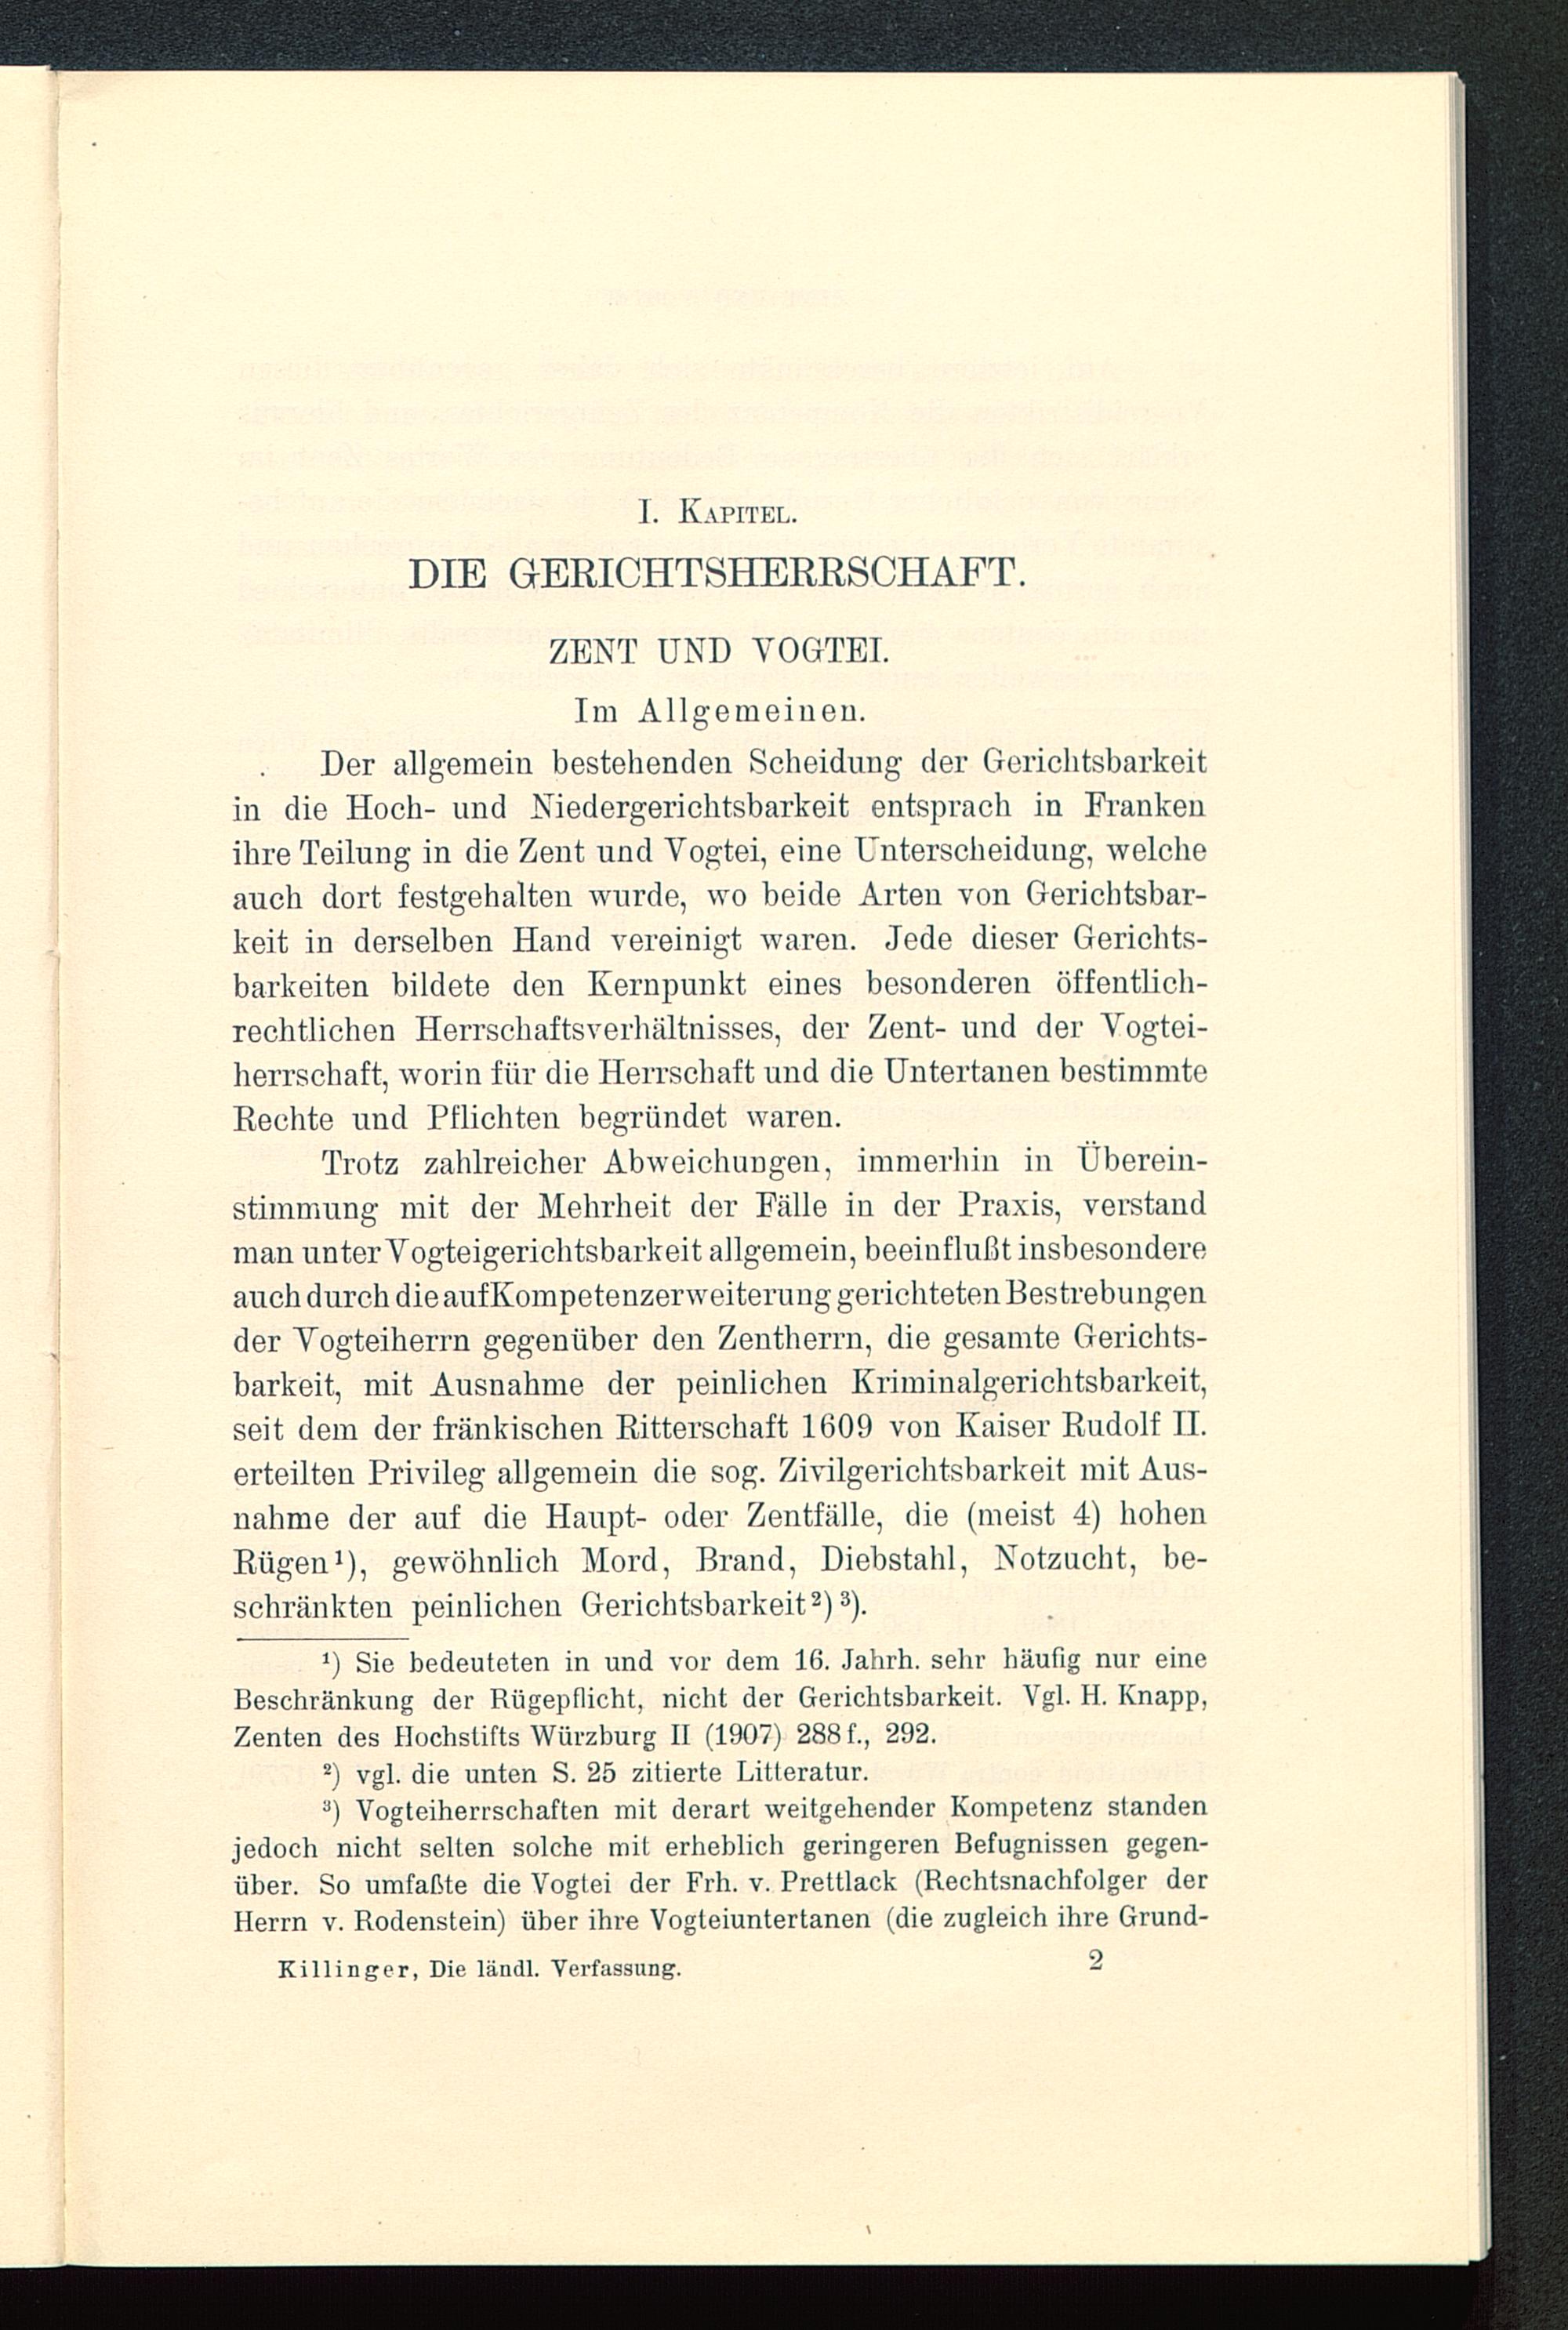 I. KAPITEL.
DIE GERICHTSHERRSCHAFT.
ZENT UND VOGTEI.
Im Allgemeinen.
Der allgemein bestehenden Scheidung der Gerichtsbarkeit
in die Hoch- und Niedergerichtsbarkeit entsprach in Franken
ihre Teilung in die Zent und Vogtei, eine Unterscheidung, welche
auch dort festgehalten wurde, wo beide Arten von Gerichtsbar-
keit in derselben Hand vereinigt waren. Jede dieser Gerichts-
barkeiten bildete den Kernpunkt eines besonderen öffentlich-
rechtlichen Herrschaftsverhältnisses, der Zent- und der Vogtei-
herrschaft, worin für die Herrschaft und die Untertanen bestimmte
Rechte und Pflichten begründet waren.
Trotz zahlreicher Abweichungen, immerhin in Überein-
stimmung mit der Mehrheit der Fälle in der Praxis, verstand
man unter Vogteigerichtsbarkeit allgemein, beeinflußt insbesondere
auch durch die auf Kompetenzerweiterung gerichteten Bestrebungen
der Vogteiherrn gegenüber den Zentherrn, die gesamte Gerichts-
barkeit, mit Ausnahme der peinlichen Kriminalgerichtsbarkeit,
seit dem der fränkischen Ritterschaft 1609 von Kaiser Rudolf II.
erteilten Privileg allgemein die sog. Zivilgerichtsbarkeit mit Aus-
nahme der auf die Haupt- oder Zentfälle, die (meist 4) hohen
Rügen¹), gewöhnlich Mord, Brand, Diebstahl, Notzucht, be-
schränkten peinlichen Gerichtsbarkeit²)³).
¹) Sie bedeuteten in und vor dem 16. Jahrh. sehr häufig nur eine
Beschränkung der Rügepflicht, nicht der Gerichtsbarkeit. Vgl. H. Knapp,
Zenten des Hochstifts Würzburg II (1907) 288 f., 292.
²) vgl. die unten S. 25 zitierte Litteratur.
³) Vogteiherrschaften mit derart weitgehender Kompetenz standen
jedoch nicht selten solche mit erheblich geringeren Befugnissen gegen-
über. So umfaßte die Vogtei der Frh. v. Prettlack (Rechtsnachfolger der
Herrn v. Rodenstein) über ihre Vogteiuntertanen (die zugleich ihre Grund-
Killinger, Die ländl. Verfassung. 2